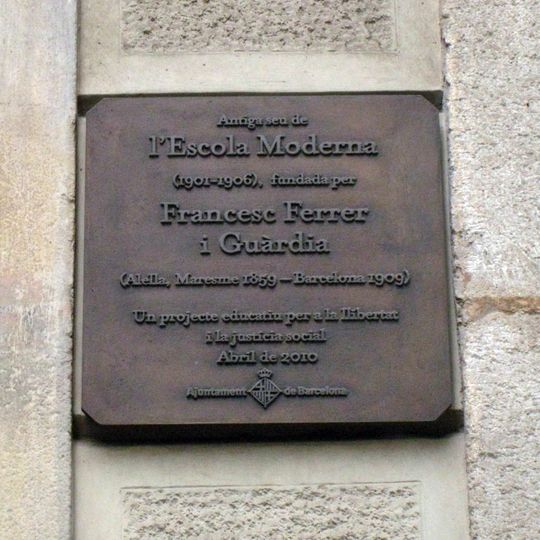 Antiga seu de
l'Escola Moderna
(1901-1906), fundada per
Francesc Ferrer
i Guàrdia
(Alella, Maresme 1859 – Barcelona 1909)
Un projecte educatiu per a la llibertat
i la justícia social
Abril de 2010
Ajuntament de Barcelona